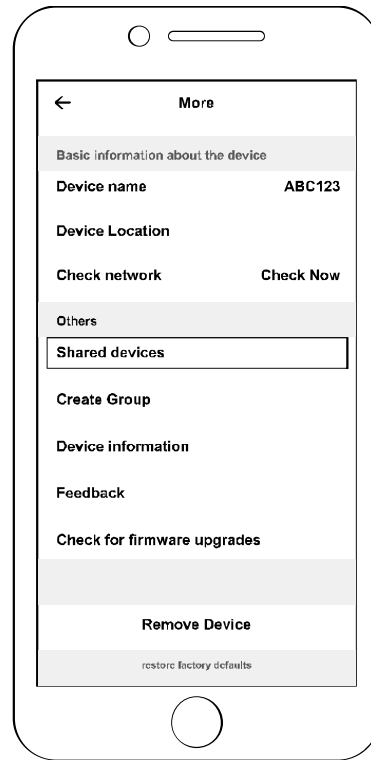 ← More
Basic information about the device
Device name ABC123
Device Location
Check network Check Now
Others
Shared devices
Create Group
Device information
Feedback
Check for firmware upgrades
Remove Device
restore factory defaults